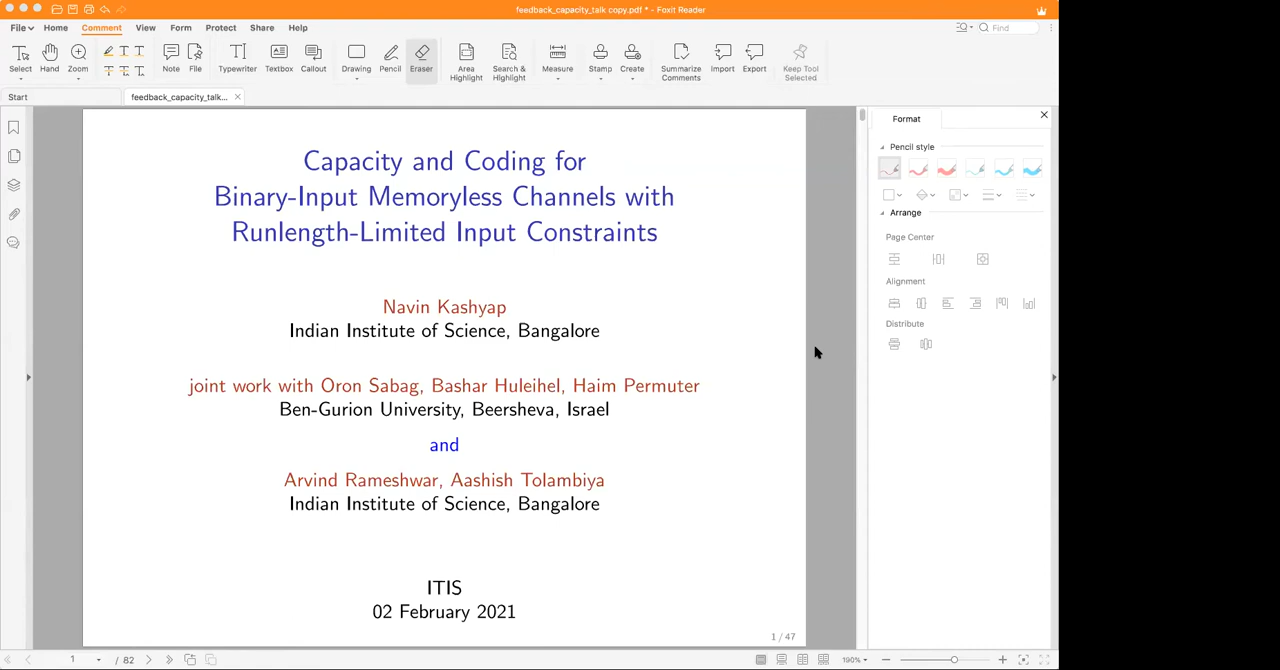 feedback_capacity_talk copy.pdf * - Foxit Reader
File Home Comment View Form Protect Share Help
Find
Select Hand Zoom Note File Typewriter Textbox Callout Drawing Pencil Eraser Area Highlight Search & Highlight Measure Stamp Create Summarize Comments Import Export Keep Tool Selected
Start feedback_capacity_talk...
Capacity and Coding for
Binary-Input Memoryless Channels with
Runlength-Limited Input Constraints
Navin Kashyap
Indian Institute of Science, Bangalore
joint work with Oron Sabag, Bashar Huleihel, Haim Permuter
Ben-Gurion University, Beersheva, Israel
and
Arvind Rameshwar, Aashish Tolambiya
Indian Institute of Science, Bangalore
ITIS
02 February 2021
1 / 47
Format
Pencil style
Arrange
Page Center
Alignment
Distribute
1 / 82 190%